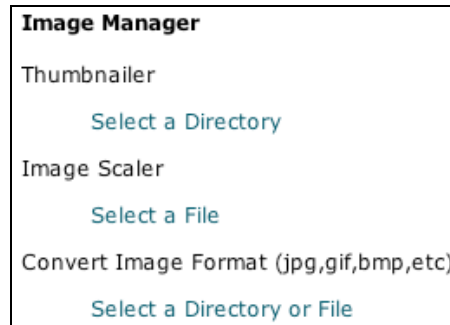 Image Manager
Thumbnailer
Select a Directory
Image Scaler
Select a File
Convert Image Format (jpg,gif,bmp,etc)
Select a Directory or File